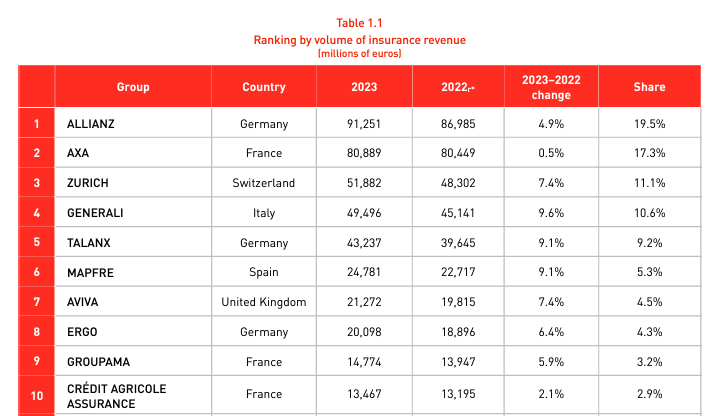 Table 1.1
Ranking by volume of insurance revenue
(millions of euros)
Group Country 2023 2022r* 2023–2022 change Share
1 ALLIANZ Germany 91,251 86,985 4.9% 19.5%
2 AXA France 80,889 80,449 0.5% 17.3%
3 ZURICH Switzerland 51,882 48,302 7.4% 11.1%
4 GENERALI Italy 49,496 45,141 9.6% 10.6%
5 TALANX Germany 43,237 39,645 9.1% 9.2%
6 MAPFRE Spain 24,781 22,717 9.1% 5.3%
7 AVIVA United Kingdom 21,272 19,815 7.4% 4.5%
8 ERGO Germany 20,098 18,896 6.4% 4.3%
9 GROUPAMA France 14,774 13,947 5.9% 3.2%
10 CRÉDIT AGRICOLE ASSURANCE France 13,467 13,195 2.1% 2.9%